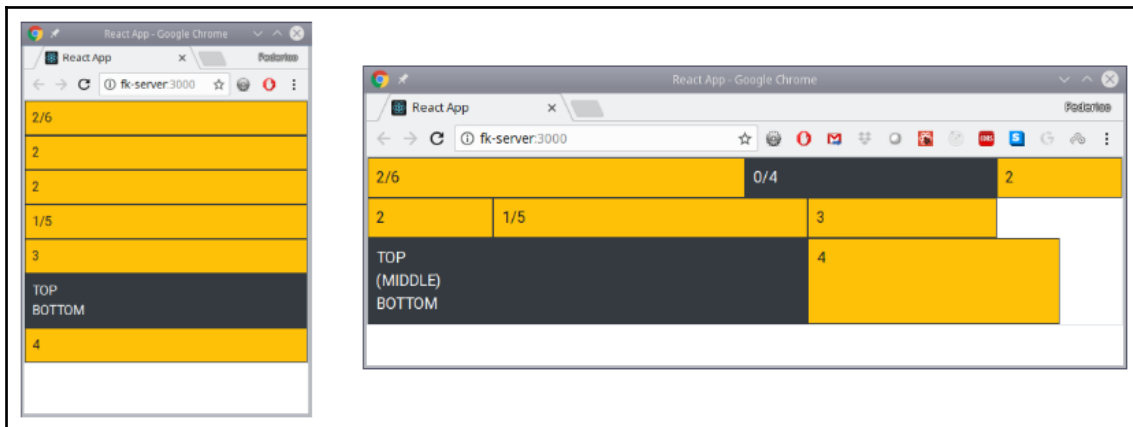 React App - Google Chrome
React App
fk-server:3000
2/6
2
2
1/5
3
TOP
BOTTOM
4
React App - Google Chrome
React App
fk-server:3000
2/6 0/4 2
2 1/5 3
TOP 4
(MIDDLE)
BOTTOM